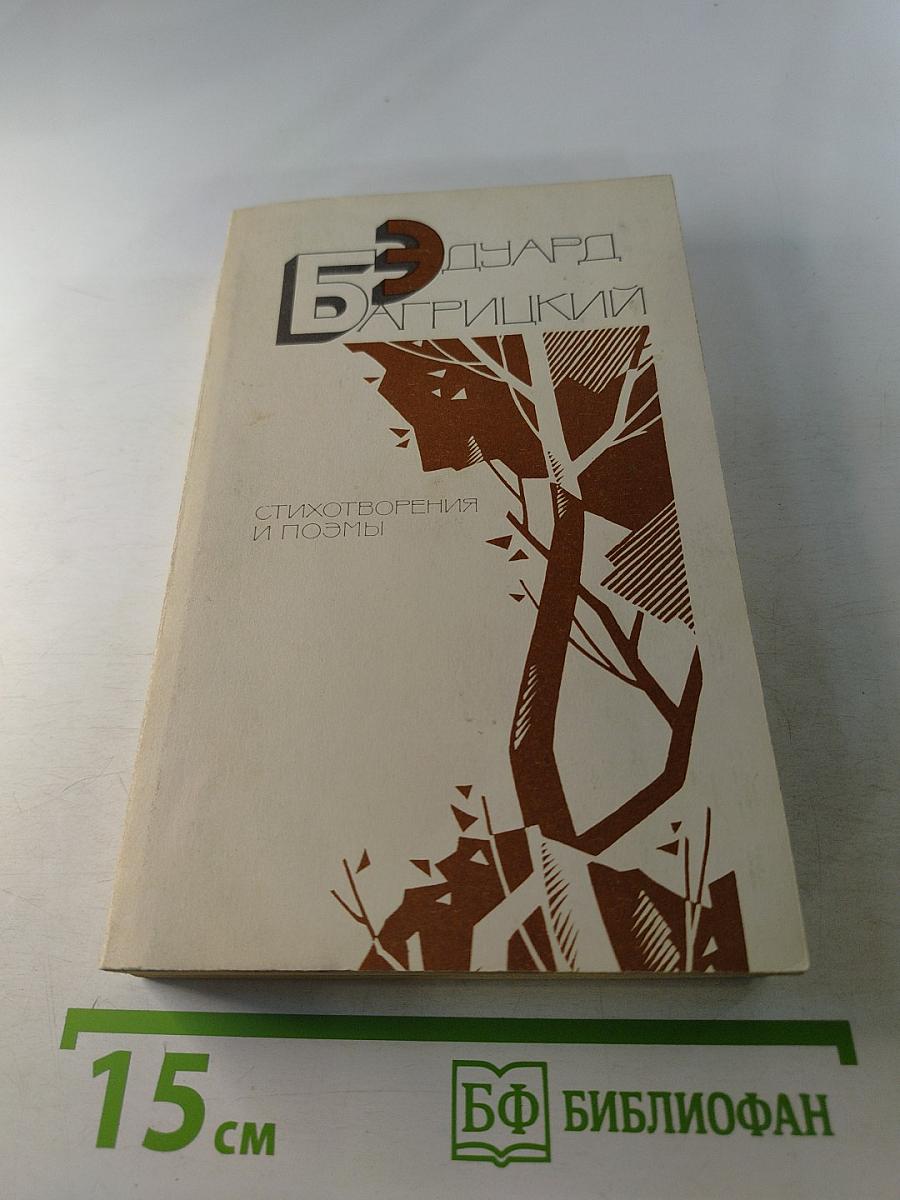 ЭДУАРД
БАГРИЦКИЙ
СТИХОТВОРЕНИЯ
И ПОЭМЫ
15 см
БФ БИБЛИОФАН